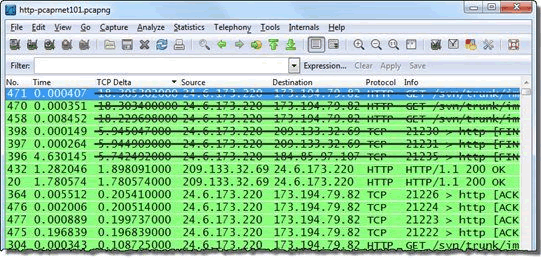 http-pcaprnet101.pcapng
File Edit View Go Capture Analyze Statistics Telephony Tools Internals Help
Filter: Expression... Clear Apply Save
No. Time TCP Delta Source Destination Protocol Info
471 0.000407 18.305302000 24.6.173.220 173.194.79.82 HTTP GET /svn/trunk/im
470 0.000351 18.303400000 24.6.173.220 173.194.79.82 HTTP GET /svn/trunk/im
458 0.008452 18.229698000 24.6.173.220 173.194.79.82 HTTP GET /svn/trunk/im
398 0.000149 5.945047000 24.6.173.220 209.133.32.69 TCP 21230 > http [FIN
397 0.000264 5.944909000 24.6.173.220 209.133.32.69 TCP 21231 > http [FIN
396 4.630145 5.742492000 24.6.173.220 184.85.97.107 TCP 21235 > http [FIN
432 1.282046 1.898091000 209.133.32.69 24.6.173.220 HTTP HTTP/1.1 200 OK
20 1.780574 1.780574000 209.133.32.69 24.6.173.220 HTTP HTTP/1.1 200 OK
364 0.005512 0.205410000 24.6.173.220 173.194.79.82 TCP 21226 > http [ACK
476 0.002006 0.200514000 24.6.173.220 173.194.79.82 TCP 21224 > http [ACK
477 0.000889 0.199737000 24.6.173.220 173.194.79.82 TCP 21223 > http [ACK
475 0.196839 0.196839000 24.6.173.220 173.194.79.82 TCP 21222 > http [ACK
304 0.000343 0.108725000 24.6.173.220 173.194.79.82 HTTP GET /svn/trunk/im